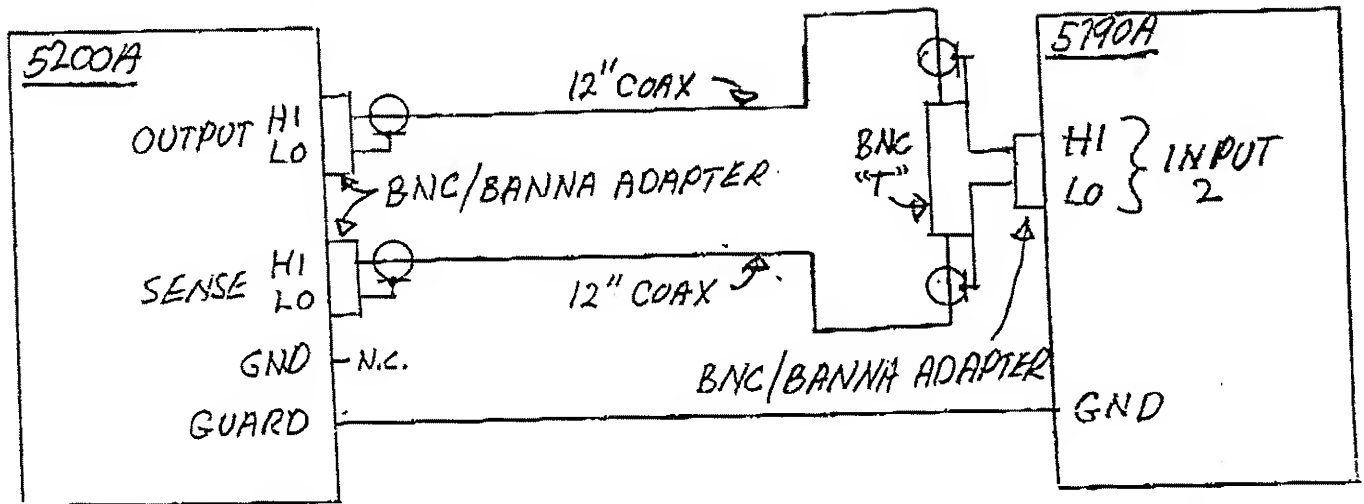 5200A
5790A
12" COAX
OUTPUT HI
LO
BNC
"T"
HI
LO
INPUT
2
BNC/BANNA ADAPTER
SENSE HI
LO
12" COAX
GND N.C.
BNC/BANNA ADAPTER
GUARD
GND